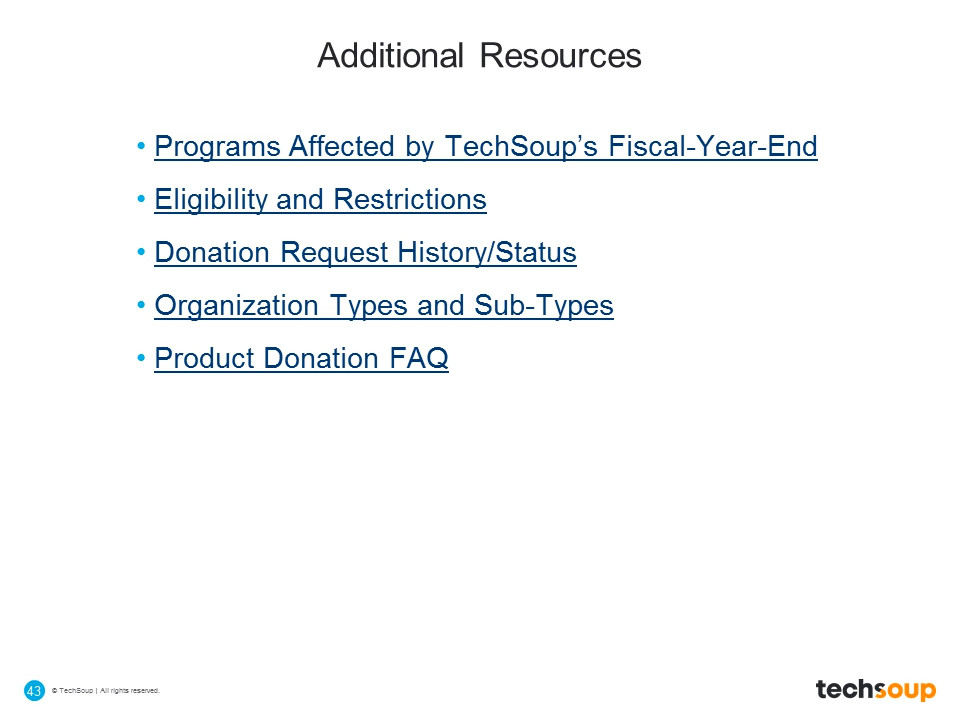 Additional Resources
• Programs Affected by TechSoup’s Fiscal-Year-End
• Eligibility and Restrictions
• Donation Request History/Status
• Organization Types and Sub-Types
• Product Donation FAQ
43 © TechSoup | All rights reserved.
techsoup